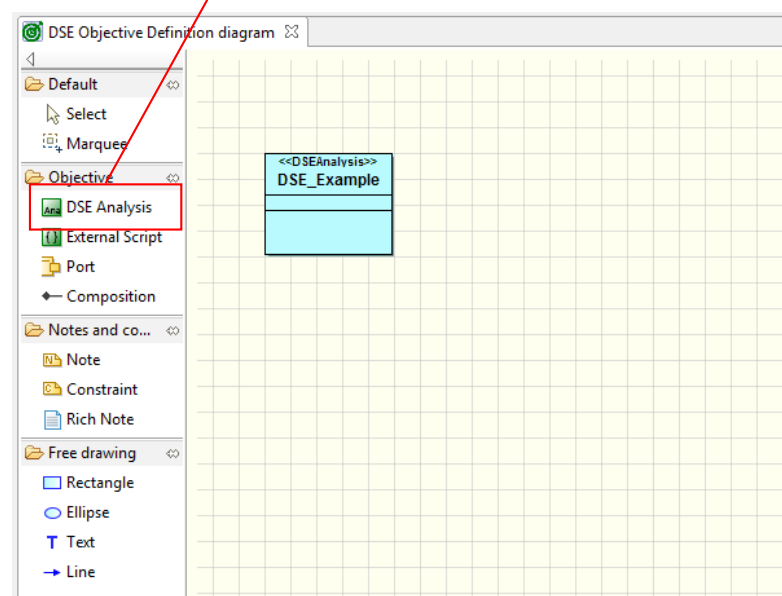 DSE Objective Definition diagram
Default
Select
Marquee
Objective
Ana DSE Analysis
{} External Script
Port
Composition
Notes and co...
N Note
C Constraint
Rich Note
Free drawing
Rectangle
Ellipse
T Text
Line
<<DSEAnalysis>>
DSE_Example